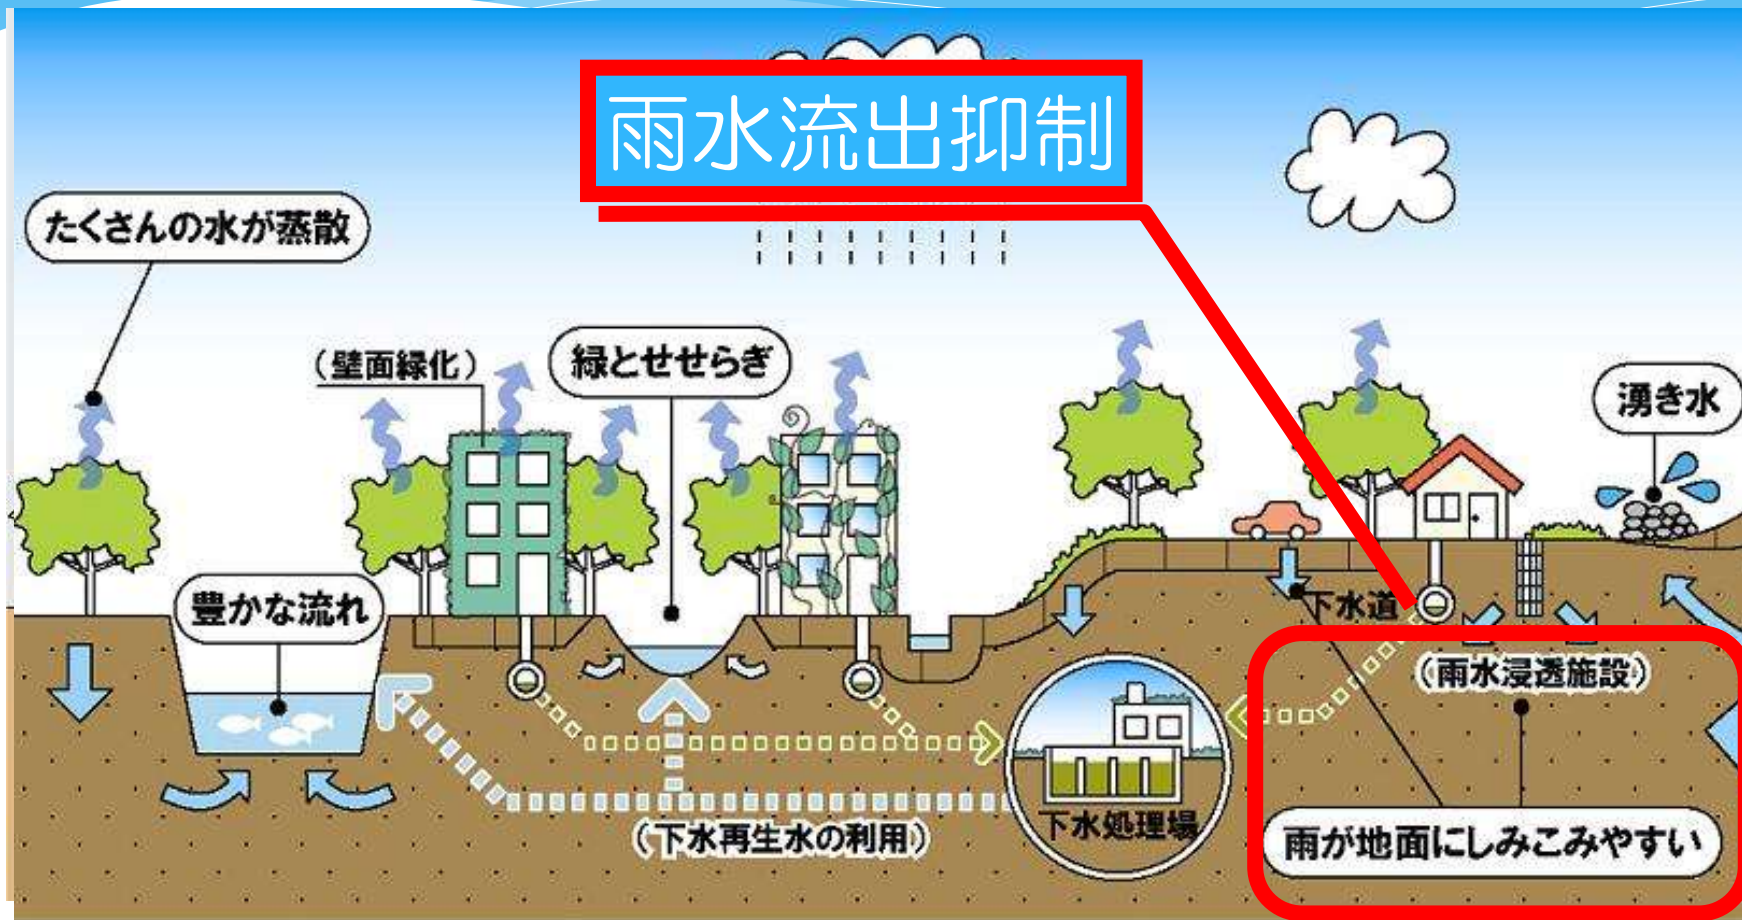 雨水流出抑制
たくさんの水が蒸散
（壁面緑化）
緑とせせらぎ
湧き水
豊かな流れ
下水道
（雨水浸透施設）
下水処理場
（下水再生水の利用）
雨が地面にしみこみやすい